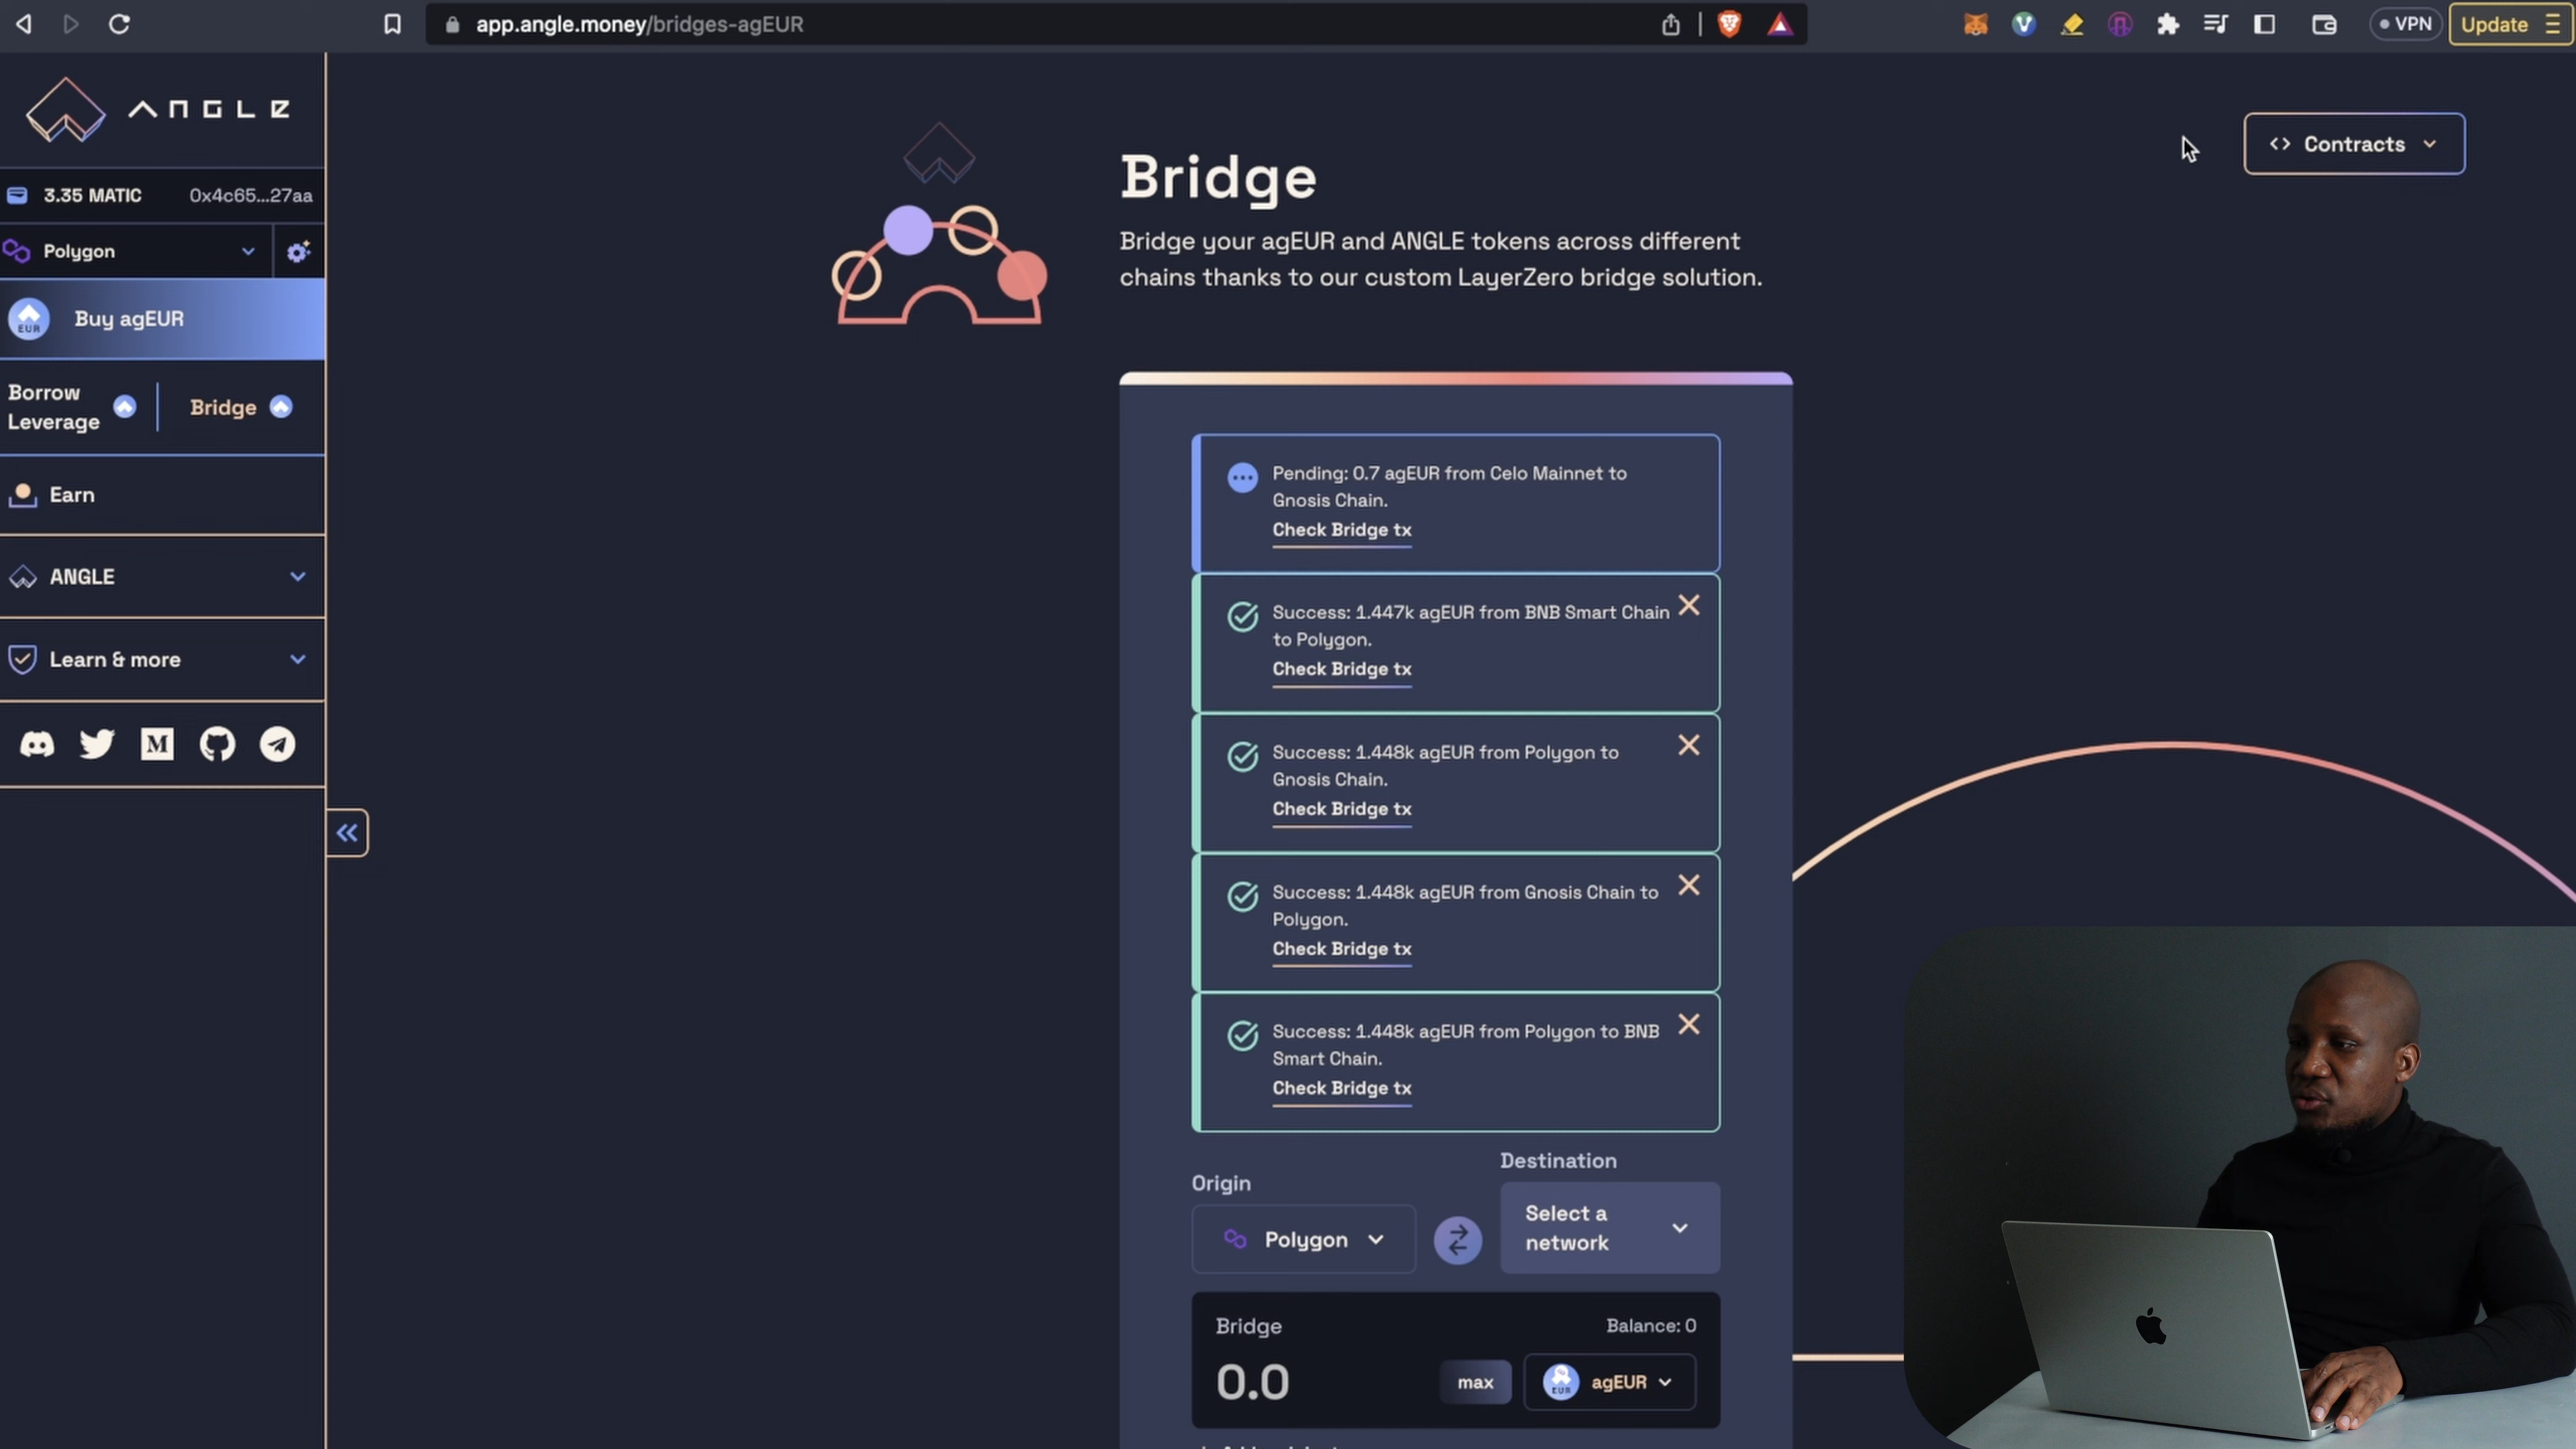 app.angle.money/bridges-agEUR
VPN
Update
ANGLE
3.35 MATIC 0x4c65...27aa
Polygon
EUR
Buy agEUR
Borrow
Leverage
Bridge
Earn
ANGLE
Learn & more
M
Contracts
Bridge
Bridge your agEUR and ANGLE tokens across different
chains thanks to our custom LayerZero bridge solution.
Pending: 0.7 agEUR from Celo Mainnet to
Gnosis Chain.
Check Bridge tx
Success: 1.447k agEUR from BNB Smart Chain
to Polygon.
Check Bridge tx
Success: 1.448k agEUR from Polygon to
Gnosis Chain.
Check Bridge tx
Success: 1.448k agEUR from Gnosis Chain to
Polygon.
Check Bridge tx
Success: 1.448k agEUR from Polygon to BNB
Smart Chain.
Check Bridge tx
Origin
Destination
Polygon
Select a
network
Bridge
Balance: 0
0.0
max
EUR
agEUR